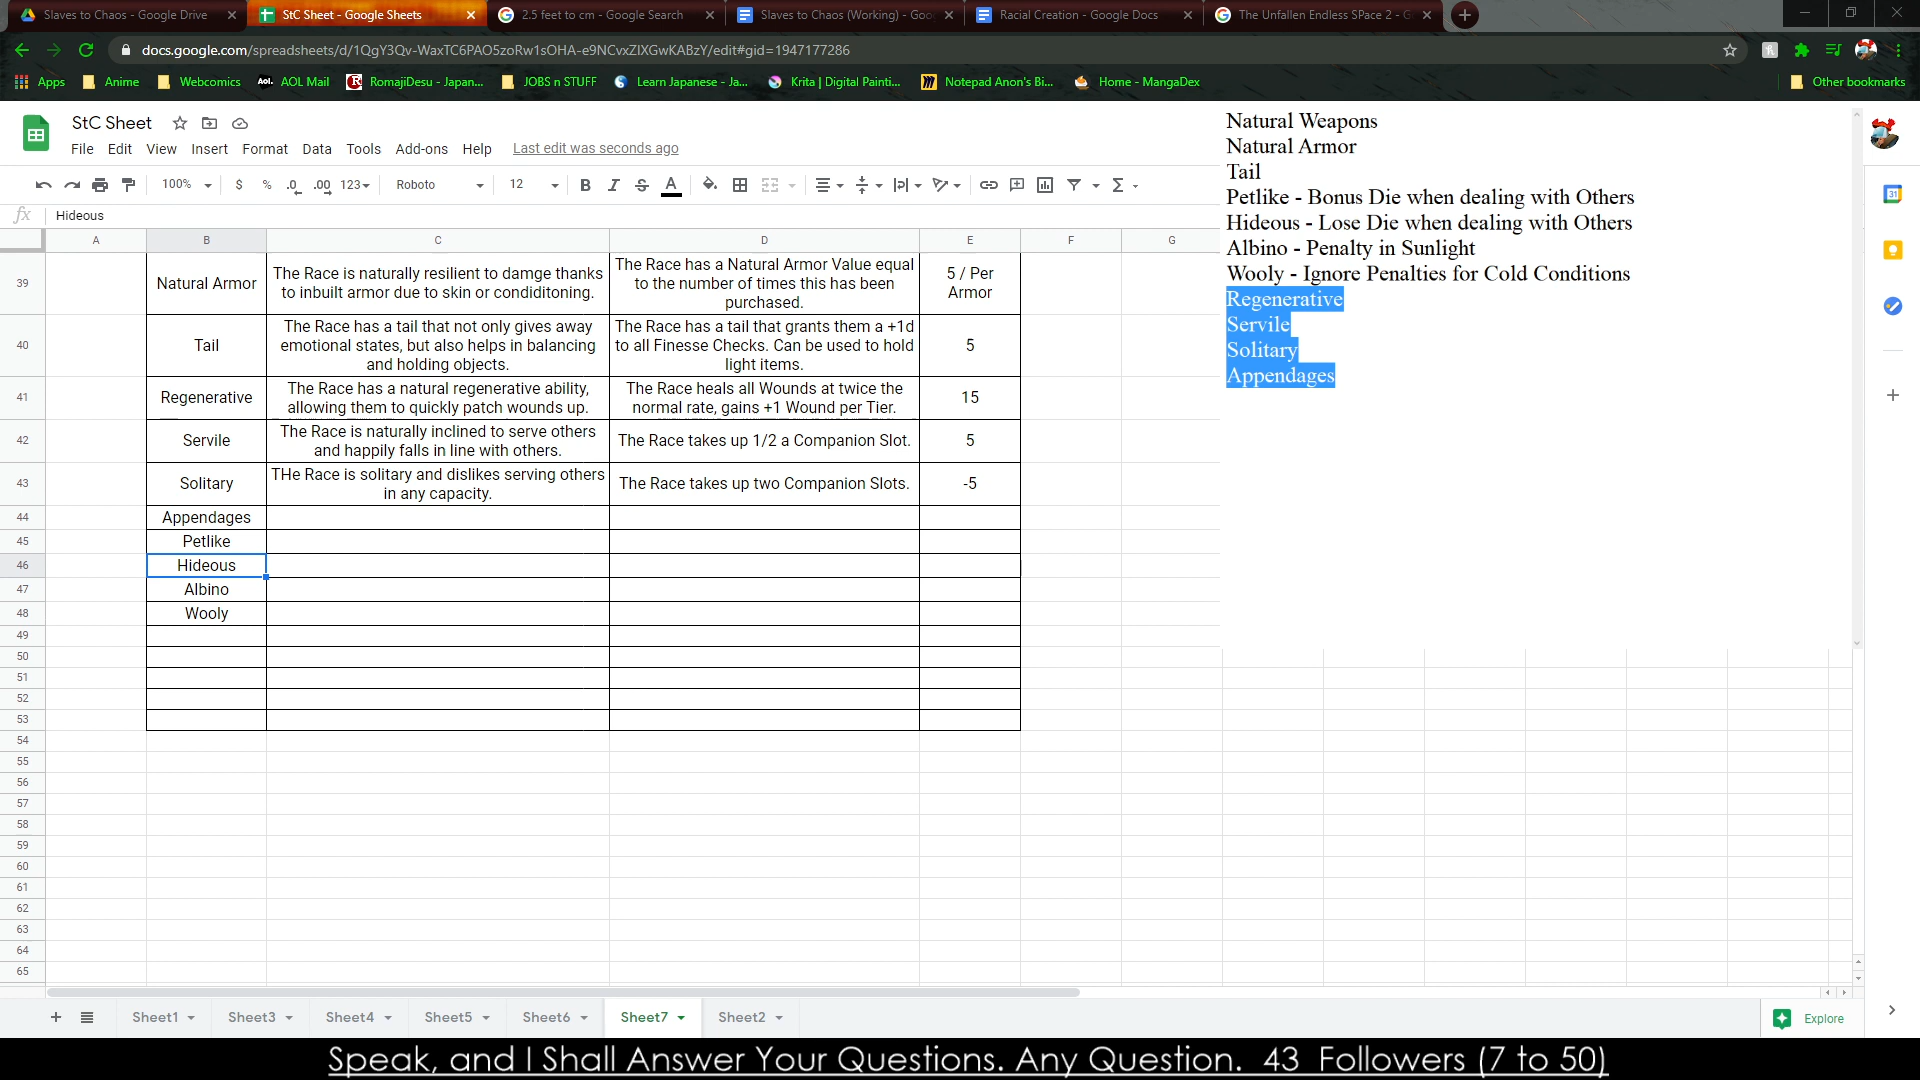 Slaves to Chaos - Google Drive
StC Sheet - Google Sheets
2.5 feet to cm - Google Search
Slaves to Chaos (Working) - Goo
Racial Creation - Google Docs
The Unfallen Endless SPace 2 - G
docs.google.com/spreadsheets/d/1QgY3Qv-WaxTC6PAO5zoRw1sOHA-e9NCvxZIXGwKABzY/edit#gid=1947177286
Apps Anime Webcomics AOL Mail RomajiDesu - Japan... JOBS n STUFF Learn Japanese - Ja... Krita | Digital Painti... Notepad Anon's Bi... Home - MangaDex Other bookmarks
StC Sheet
File Edit View Insert Format Data Tools Add-ons Help Last edit was seconds ago
100% $ % .0 .00 123 Roboto 12 B I S A
fx Hideous
A B C D E F G
39 Natural Armor
The Race is naturally resilient to damge thanks
to inbuilt armor due to skin or condiditoning.
The Race has a Natural Armor Value equal
to the number of times this has been
purchased.
5 / Per
Armor
40 Tail
The Race has a tail that not only gives away
emotional states, but also helps in balancing
and holding objects.
The Race has a tail that grants them a +1d
to all Finesse Checks. Can be used to hold
light items.
5
41 Regenerative
The Race has a natural regenerative ability,
allowing them to quickly patch wounds up.
The Race heals all Wounds at twice the
normal rate, gains +1 Wound per Tier.
15
42 Servile
The Race is naturally inclined to serve others
and happily falls in line with others.
The Race takes up 1/2 a Companion Slot.
5
43 Solitary
THe Race is solitary and dislikes serving others
in any capacity.
The Race takes up two Companion Slots.
-5
44 Appendages
45 Petlike
46 Hideous
47 Albino
48 Wooly
49
50
51
52
53
54
55
56
57
58
59
60
61
62
63
64
65
Natural Weapons
Natural Armor
Tail
Petlike - Bonus Die when dealing with Others
Hideous - Lose Die when dealing with Others
Albino - Penalty in Sunlight
Wooly - Ignore Penalties for Cold Conditions
Regenerative
Servile
Solitary
Appendages
31
Sheet1 Sheet3 Sheet4 Sheet5 Sheet6 Sheet7 Sheet2 Explore
Speak, and I Shall Answer Your Questions. Any Question. 43 Followers (7 to 50)